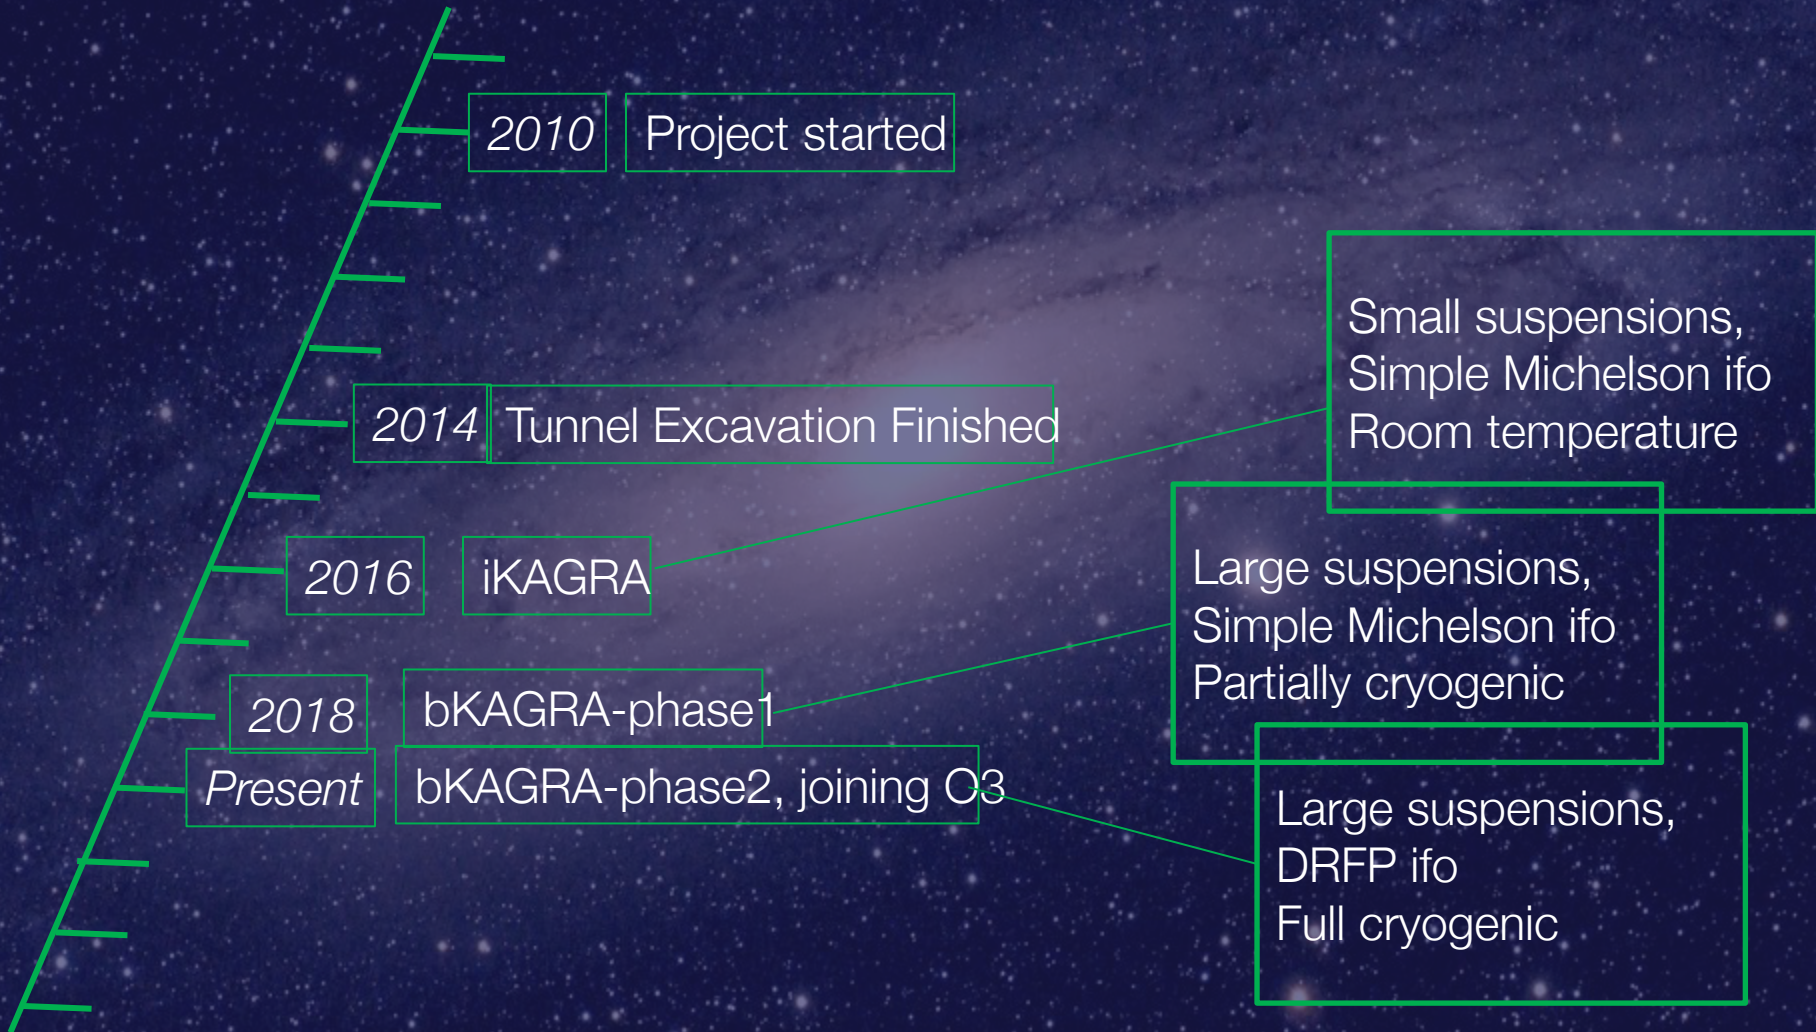 2010 Project started
2014 Tunnel Excavation Finished
2016 iKAGRA
2018 bKAGRA-phase1
Present bKAGRA-phase2, joining O3
Small suspensions,
Simple Michelson ifo
Room temperature
Large suspensions,
Simple Michelson ifo
Partially cryogenic
Large suspensions,
DRFP ifo
Full cryogenic